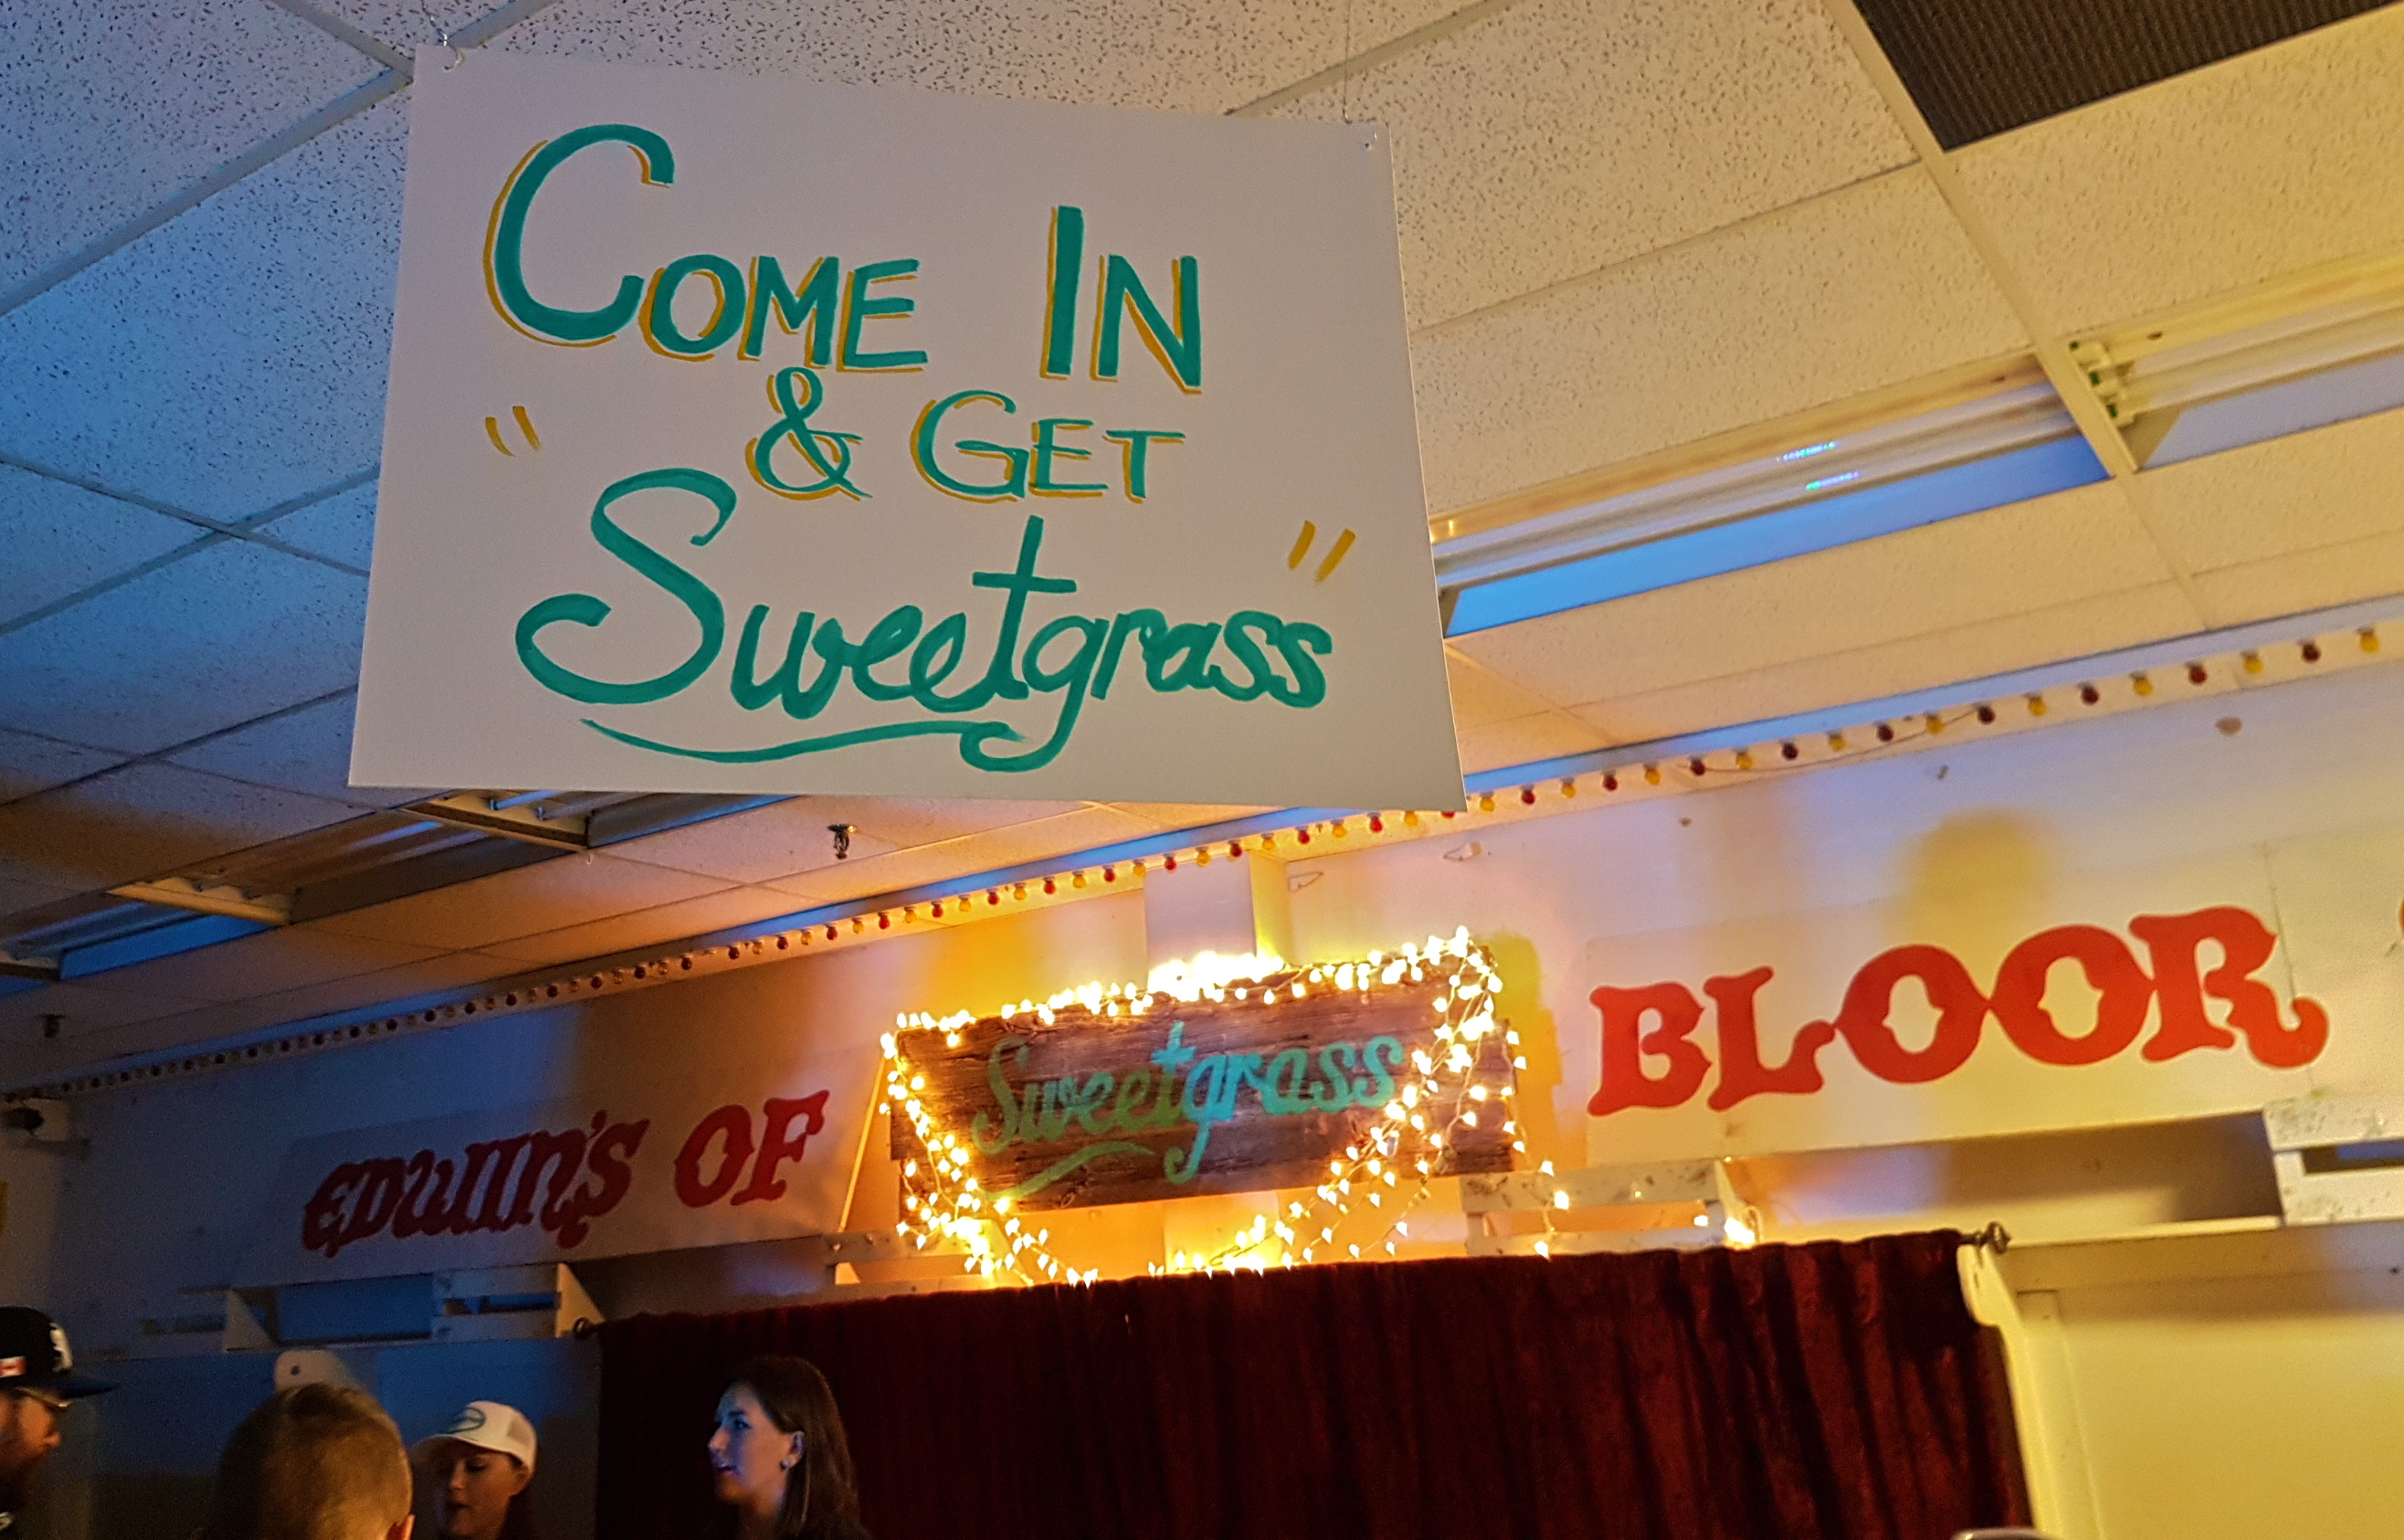 COME IN
& GET
"Sweetgrass"
EDWIN'S OF
Sweetgrass
BLOOR